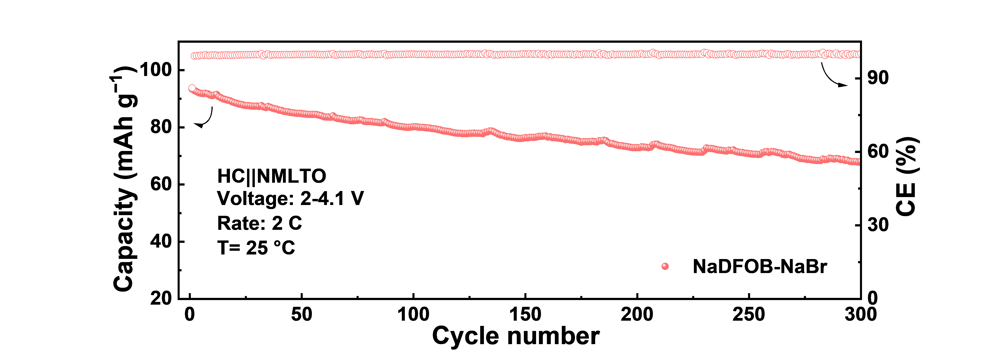 Capacity (mAh g⁻¹)
100
80
60
40
20
HC||NMLTO
Voltage: 2-4.1 V
Rate: 2 C
T= 25 °C
NaDFOB-NaBr
90
60
30
0
CE (%)
0 50 100 150 200 250 300
Cycle number